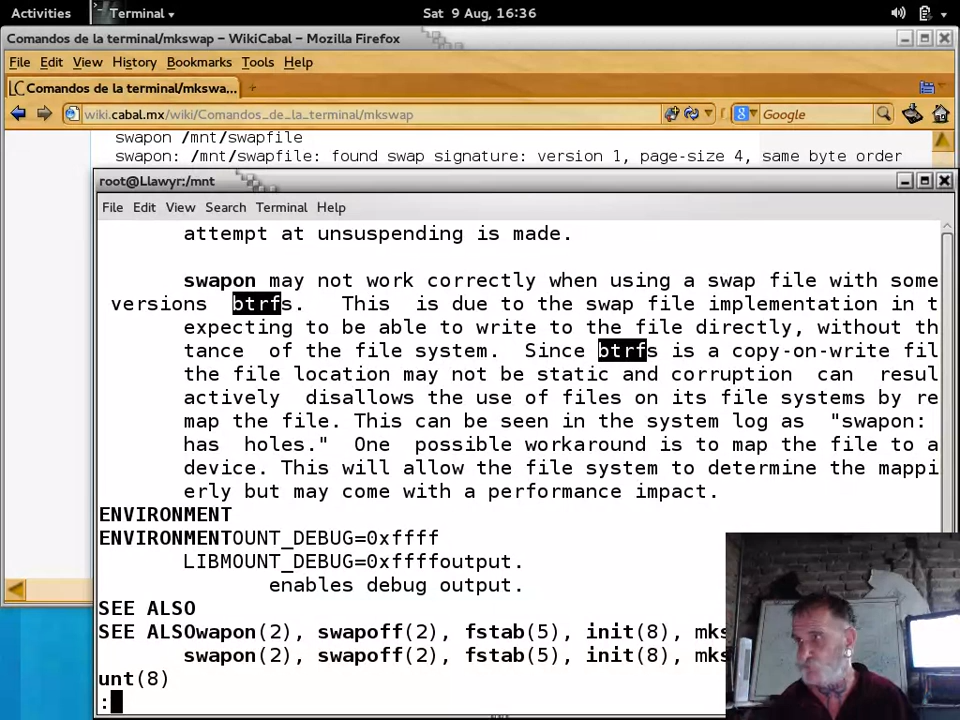 Activities
Terminal
Sat 9 Aug, 16:36
Comandos de la terminal/mkswap – WikiCabal – Mozilla Firefox
File Edit View History Bookmarks Tools Help
Comandos de la terminal/mkswa...
wiki.cabal.mx/wiki/Comandos_de_la_terminal/mkswap
Google
swapon /mnt/swapfile
swapon: /mnt/swapfile: found swap signature: version 1, page-size 4, same byte order
root@Llawyr:/mnt
File Edit View Search Terminal Help
attempt at unsuspending is made.
swapon may not work correctly when using a swap file with some
versions btrfs. This is due to the swap file implementation in t
expecting to be able to write to the file directly, without th
tance of the file system. Since btrfs is a copy-on-write fil
the file location may not be static and corruption can resul
actively disallows the use of files on its file systems by re
map the file. This can be seen in the system log as "swapon:
has holes." One possible workaround is to map the file to a
device. This will allow the file system to determine the mappi
erly but may come with a performance impact.
ENVIRONMENT
ENVIRONMENTOUNT_DEBUG=0xffff
LIBMOUNT_DEBUG=0xffffoutput.
enables debug output.
SEE ALSO
SEE ALSOwapon(2), swapoff(2), fstab(5), init(8), mks
swapon(2), swapoff(2), fstab(5), init(8), mks
unt(8)
: